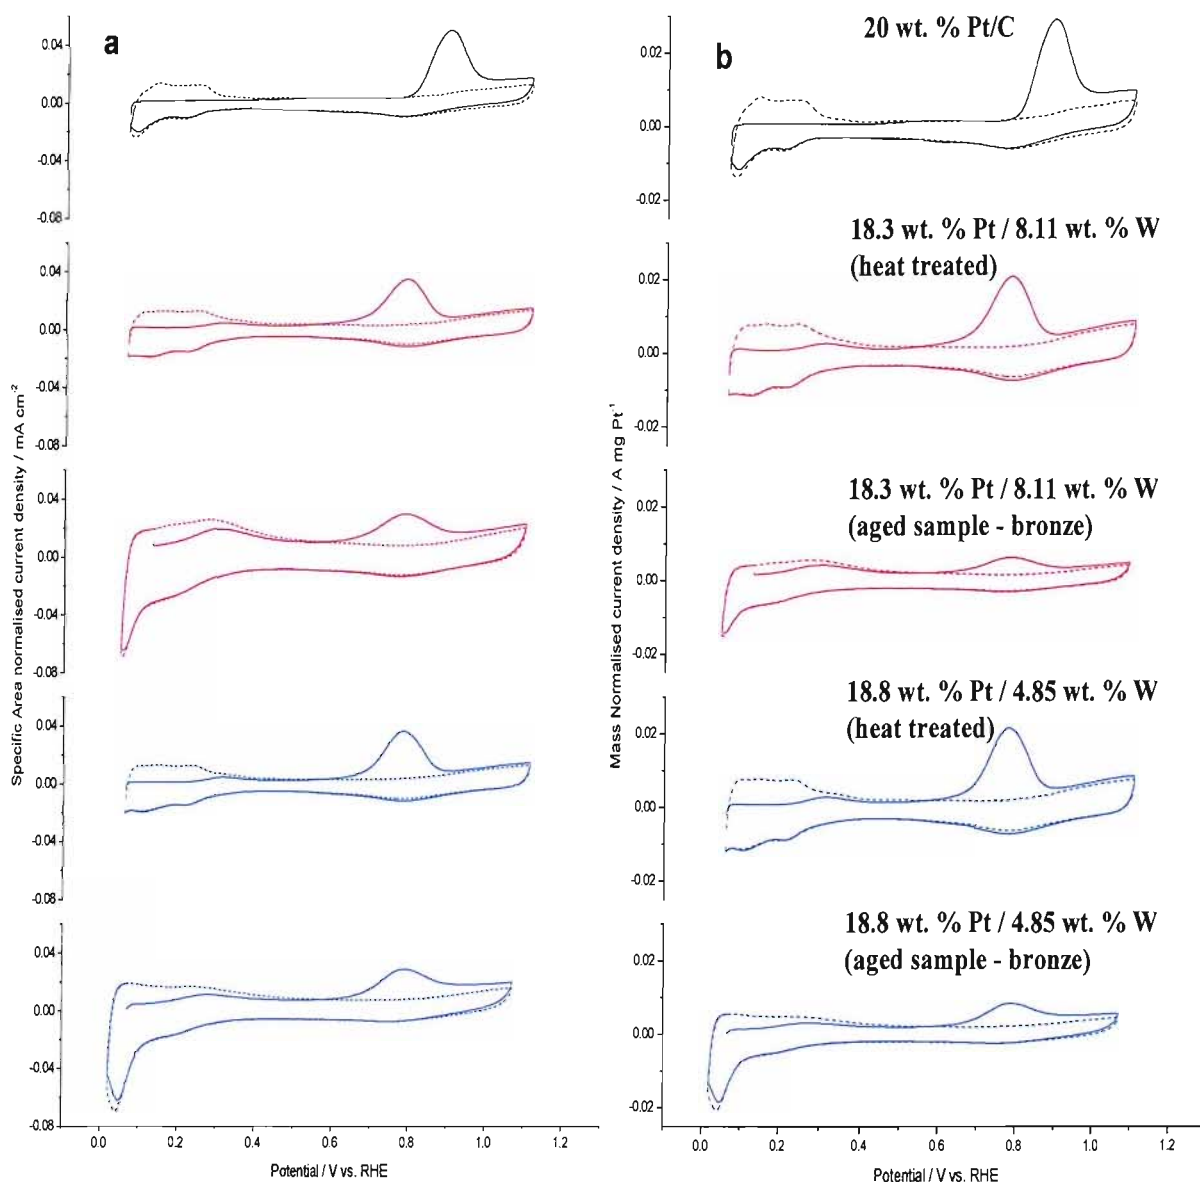 a
0.04
0.00
-0.04
-0.08
0.04
0.00
-0.04
-0.08
0.04
0.00
-0.04
-0.08
0.04
0.00
-0.04
-0.08
0.04
0.00
-0.04
-0.08
0.0 0.2 0.4 0.6 0.8 1.0 1.2
Potential / V vs. RHE
Specific Area normalised current density / mA cm-2
b
20 wt. % Pt/C
0.02
0.00
-0.02
18.3 wt. % Pt / 8.11 wt. % W
(heat treated)
0.02
0.00
-0.02
18.3 wt. % Pt / 8.11 wt. % W
(aged sample - bronze)
0.02
0.00
-0.02
18.8 wt. % Pt / 4.85 wt. % W
(heat treated)
0.02
0.00
-0.02
18.8 wt. % Pt / 4.85 wt. % W
(aged sample - bronze)
0.02
0.00
-0.02
0.0 0.2 0.4 0.6 0.8 1.0 1.2
Potential / V vs. RHE
Mass Normalised current density / A mg Pt-1